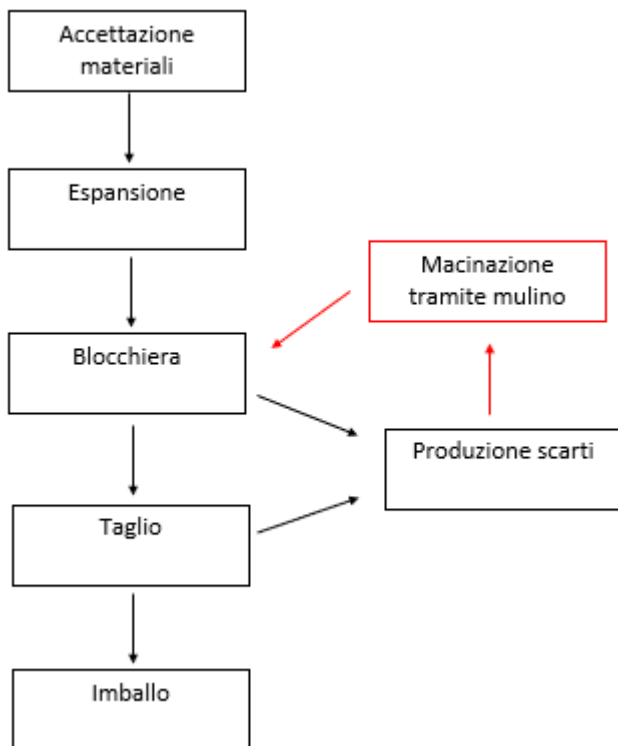 Accettazione
materiali
Espansione
Macinazione
tramite mulino
Blocchiera
Produzione scarti
Taglio
Imballo